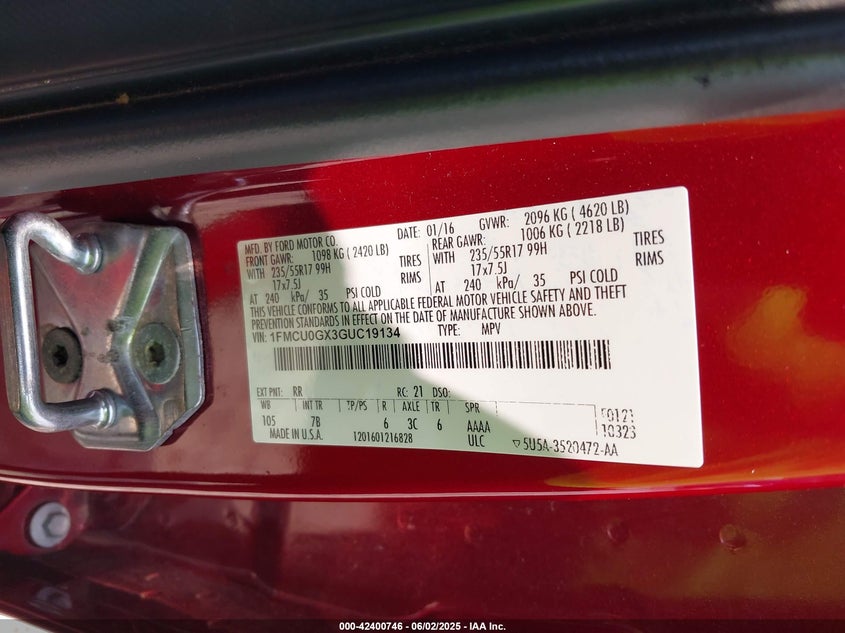 MFD. BY FORD MOTOR CO.
DATE: 01/16 GVWR: 2096 KG ( 4620 LB)
FRONT GAWR: 1098 KG ( 2420 LB) REAR GAWR: 1006 KG ( 2218 LB)
WITH 235/55R17 99H TIRES WITH 235/55R17 99H TIRES
17x7.5J RIMS 17x7.5J RIMS
AT 240 kPa/ 35 PSI COLD AT 240 kPa/ 35 PSI COLD
THIS VEHICLE CONFORMS TO ALL APPLICABLE FEDERAL MOTOR VEHICLE SAFETY AND THEFT
PREVENTION STANDARDS IN EFFECT ON THE DATE OF MANUFACTURE SHOWN ABOVE.
VIN: 1FMCU0GX3GUC19134 TYPE: MPV
EXT PNT: RR RC: 21 DSO:
WB INT TR TP/PS R AXLE TR SPR
105 7B 6 3C 6 AAAA
MADE IN U.S.A. 1201601216828 ULC ▽5U5A-3520472-AA
F0121
10323
000-42400746 - 06/02/2025 - IAA Inc.